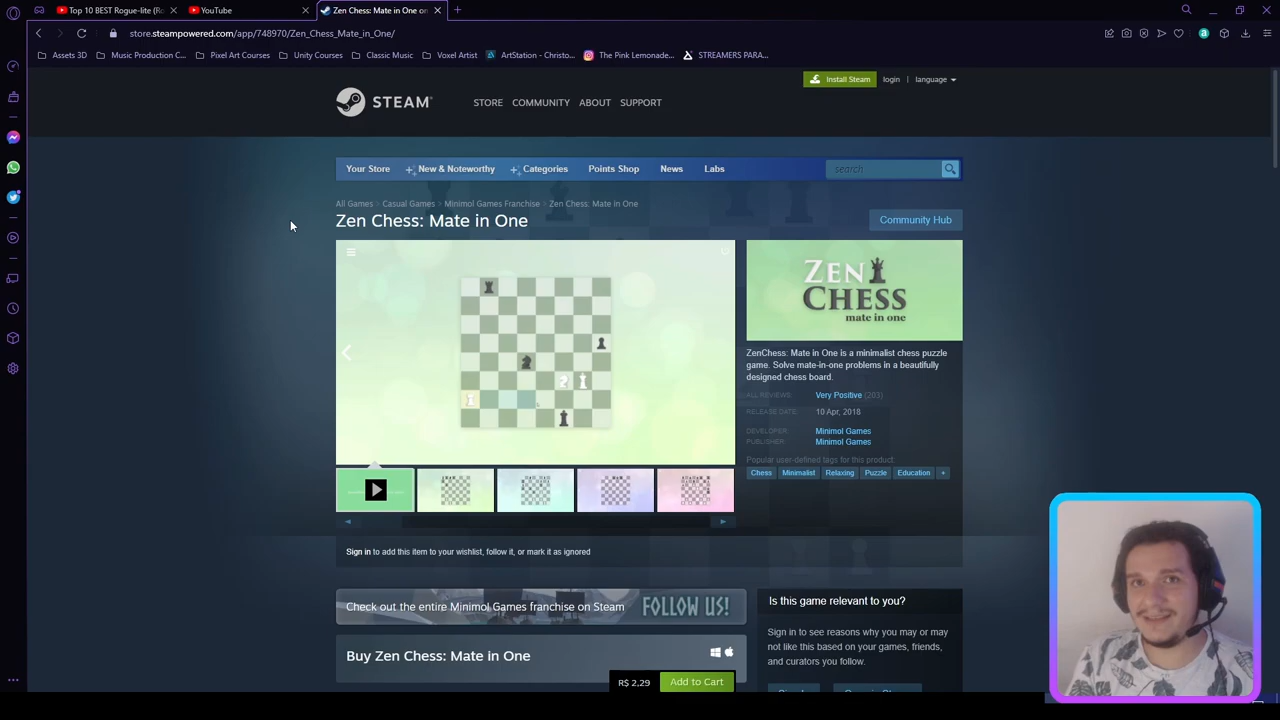 Top 10 BEST Rogue-lite (Ro
YouTube
Zen Chess: Mate in One on
store.steampowered.com/app/748970/Zen_Chess_Mate_in_One/
Assets 3D
Music Production C...
Pixel Art Courses
Unity Courses
Classic Music
Voxel Artist
ArtStation - Christo...
The Pink Lemonade...
STREAMERS PARA...
Install Steam
login
language
STEAM
STORE
COMMUNITY
ABOUT
SUPPORT
Your Store
New & Noteworthy
Categories
Points Shop
News
Labs
search
All Games > Casual Games > Minimol Games Franchise > Zen Chess: Mate in One
Zen Chess: Mate in One
Community Hub
ZEN
CHESS
mate in one
ZenChess: Mate in One is a minimalist chess puzzle
game. Solve mate-in-one problems in a beautifully
designed chess board.
ALL REVIEWS: Very Positive (203)
RELEASE DATE: 10 Apr, 2018
DEVELOPER: Minimol Games
PUBLISHER: Minimol Games
Popular user-defined tags for this product:
Chess
Minimalist
Relaxing
Puzzle
Education
+
Sign in to add this item to your wishlist, follow it, or mark it as ignored
Check out the entire Minimol Games franchise on Steam
FOLLOW US!
Is this game relevant to you?
Sign in to see reasons why you may or may
not like this based on your games, friends,
and curators you follow.
Buy Zen Chess: Mate in One
R$ 2,29
Add to Cart